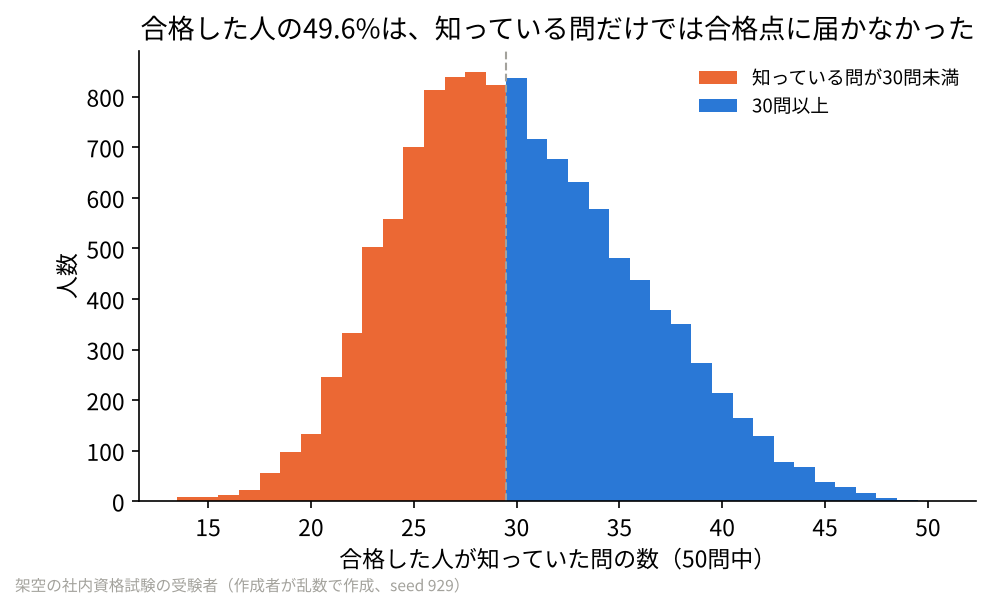 合格した人の49.6%は、知っている問だけでは合格点に届かなかった
知っている問が30問未満
30問以上
人数
800
700
600
500
400
300
200
100
0
15 20 25 30 35 40 45 50
合格した人が知っていた問の数（50問中）
架空の社内資格試験の受験者（作成者が乱数で作成、seed 929）